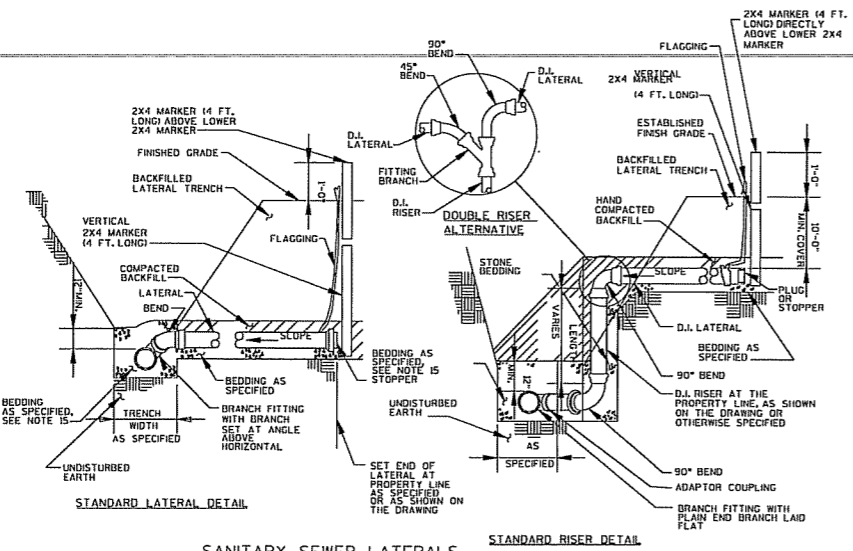 2X4 MARKER (4 FT.
LONG) ABOVE LOWER
2X4 MARKER
FINISHED GRADE
BACKFILLED
LATERAL TRENCH
1'-0"
VERTICAL
2X4 MARKER
(4 FT. LONG)
FLAGGING
COMPACTED
BACKFILL
LATERAL
BEND
12" MIN.
SLOPE
BEDDING
AS SPECIFIED,
SEE NOTE 15
TRENCH
WIDTH
AS SPECIFIED
UNDISTURBED
EARTH
BEDDING AS
SPECIFIED
BRANCH FITTING
WITH BRANCH
SET AT ANGLE
ABOVE
HORIZONTAL
BEDDING AS
SPECIFIED,
SEE NOTE 15
STOPPER
SET END OF
LATERAL AT
PROPERTY LINE
AS SPECIFIED
OR AS SHOWN ON
THE DRAWING
STANDARD LATERAL DETAIL
90°
BEND
45°
BEND
D.I.
LATERAL
D.I.
LATERAL
FITTING
BRANCH
D.I.
RISER
DOUBLE RISER
ALTERNATIVE
2X4 MARKER (4 FT.
LONG) DIRECTLY
ABOVE LOWER 2X4
MARKER
FLAGGING
VERTICAL
2X4 MARKER
(4 FT. LONG)
ESTABLISHED
FINISH GRADE
BACKFILLED
LATERAL TRENCH
HAND
COMPACTED
BACKFILL
1'-0"
10'-0"
MIN. COVER
STONE
BEDDING
SLOPE
PLUG
OR
STOPPER
VARIES
LENGTH
D.I. LATERAL
BEDDING AS
SPECIFIED
90° BEND
12"
MIN.
D.I. RISER AT THE
PROPERTY LINE, AS SHOWN
ON THE DRAWING OR
OTHERWISE SPECIFIED
UNDISTURBED
EARTH
AS
SPECIFIED
90° BEND
ADAPTOR COUPLING
BRANCH FITTING WITH
PLAIN END BRANCH LAID
FLAT
STANDARD RISER DETAIL
SANITARY SEWER LATERALS